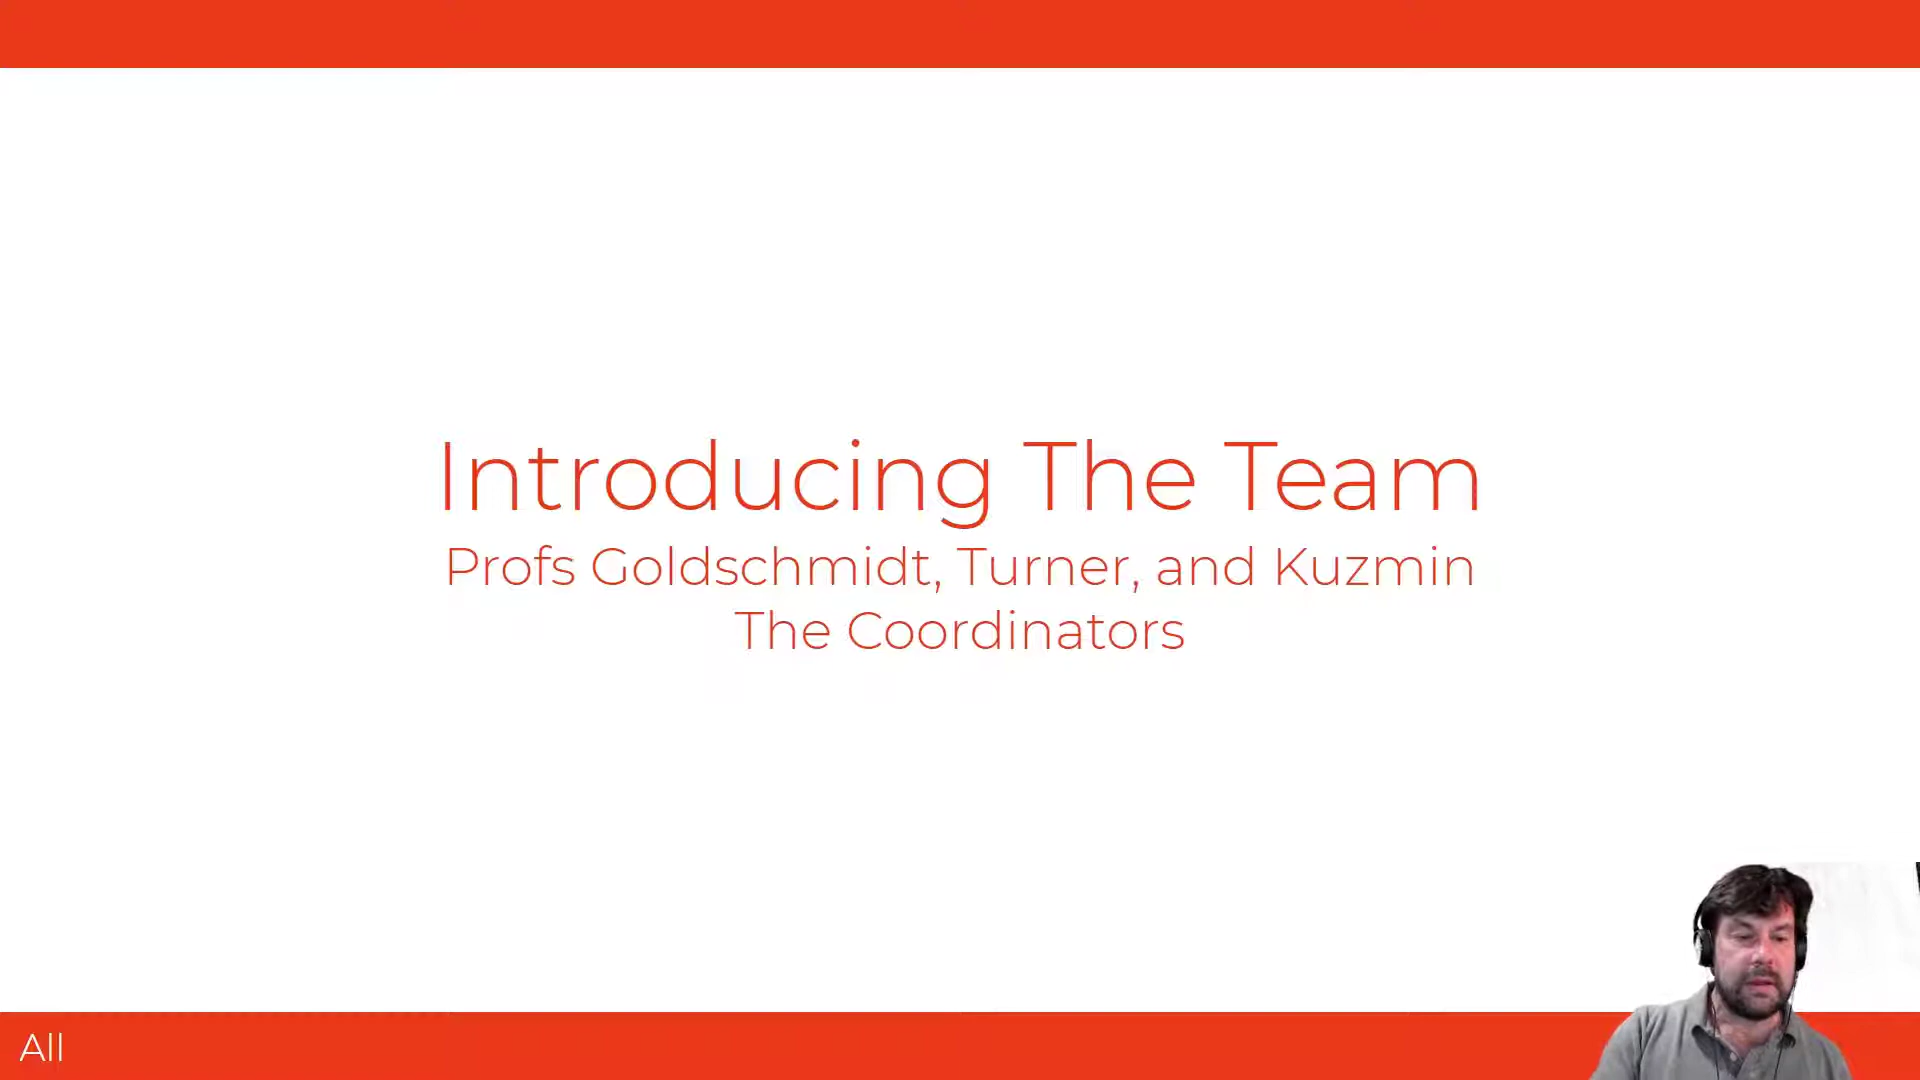 Introducing The Team
Profs Goldschmidt, Turner, and Kuzmin
The Coordinators
All